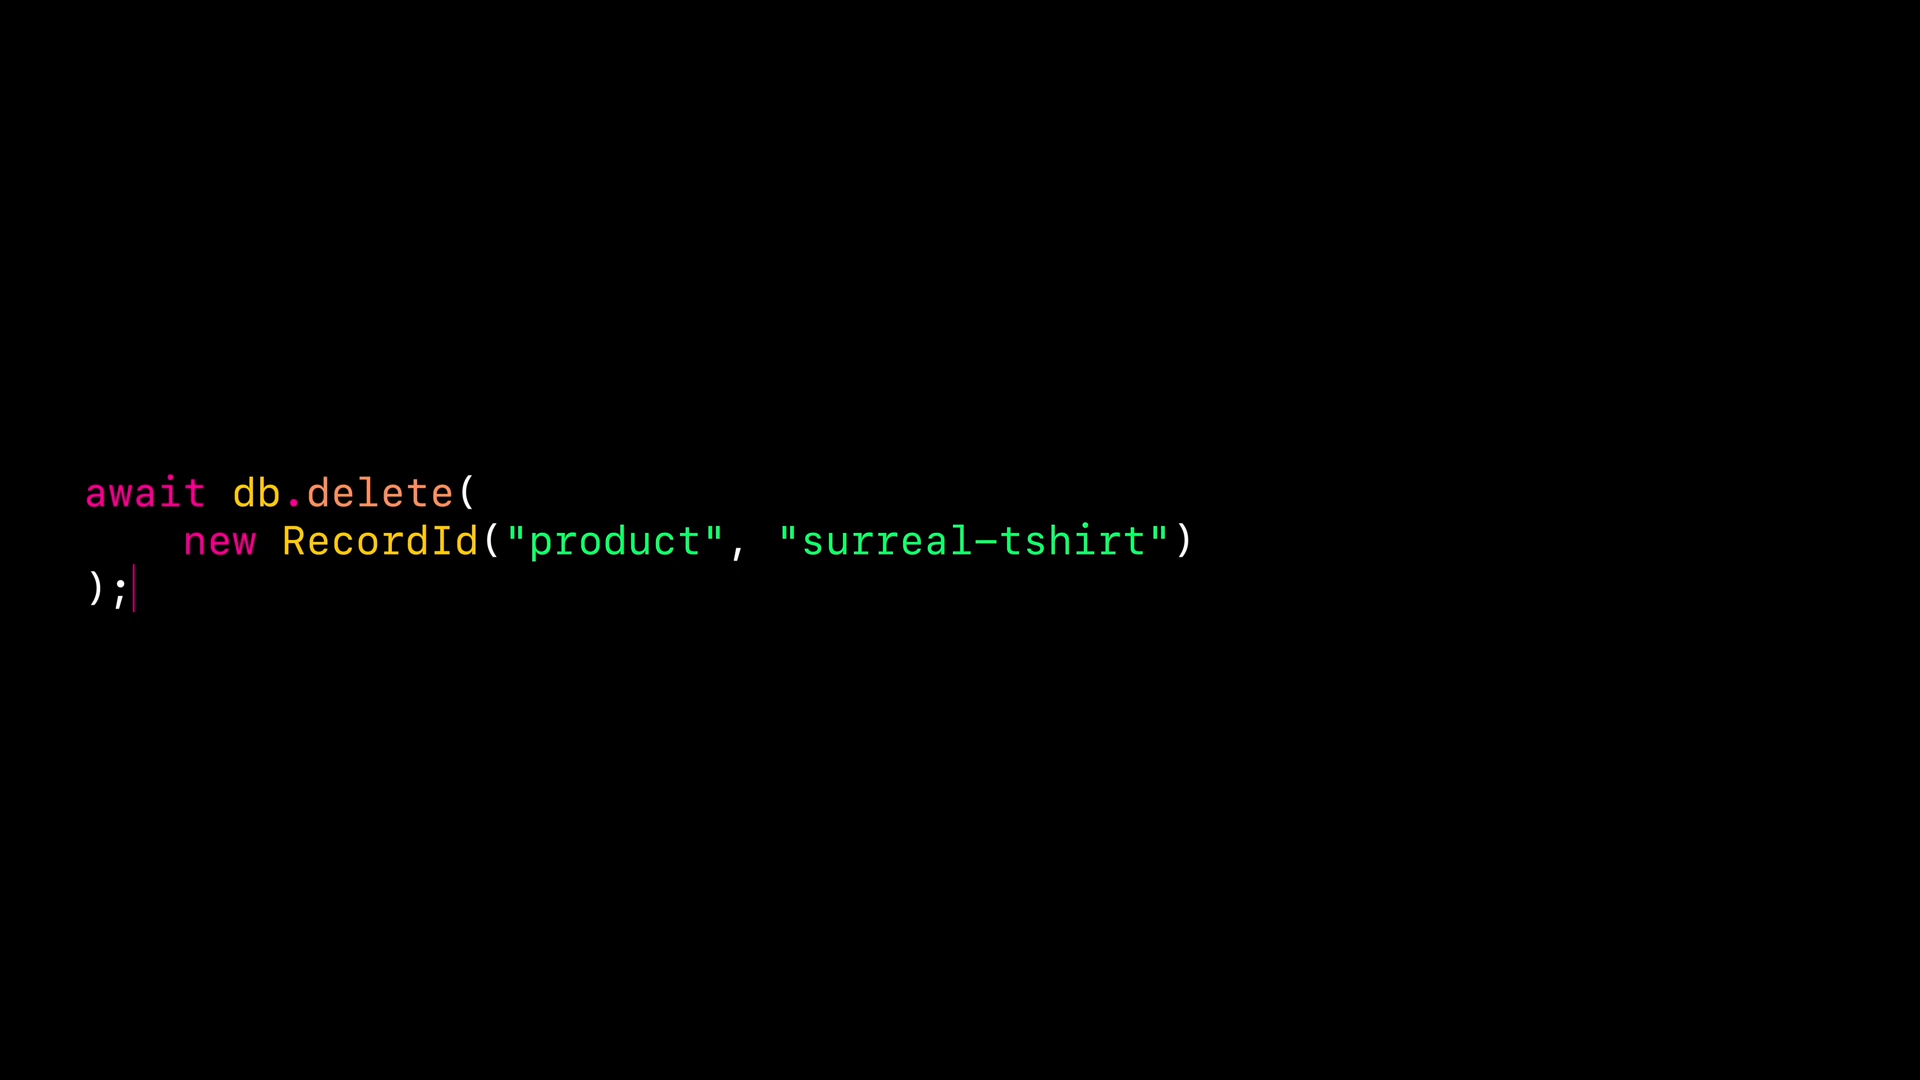 await db.delete(
    new RecordId("product", "surreal-tshirt")
);